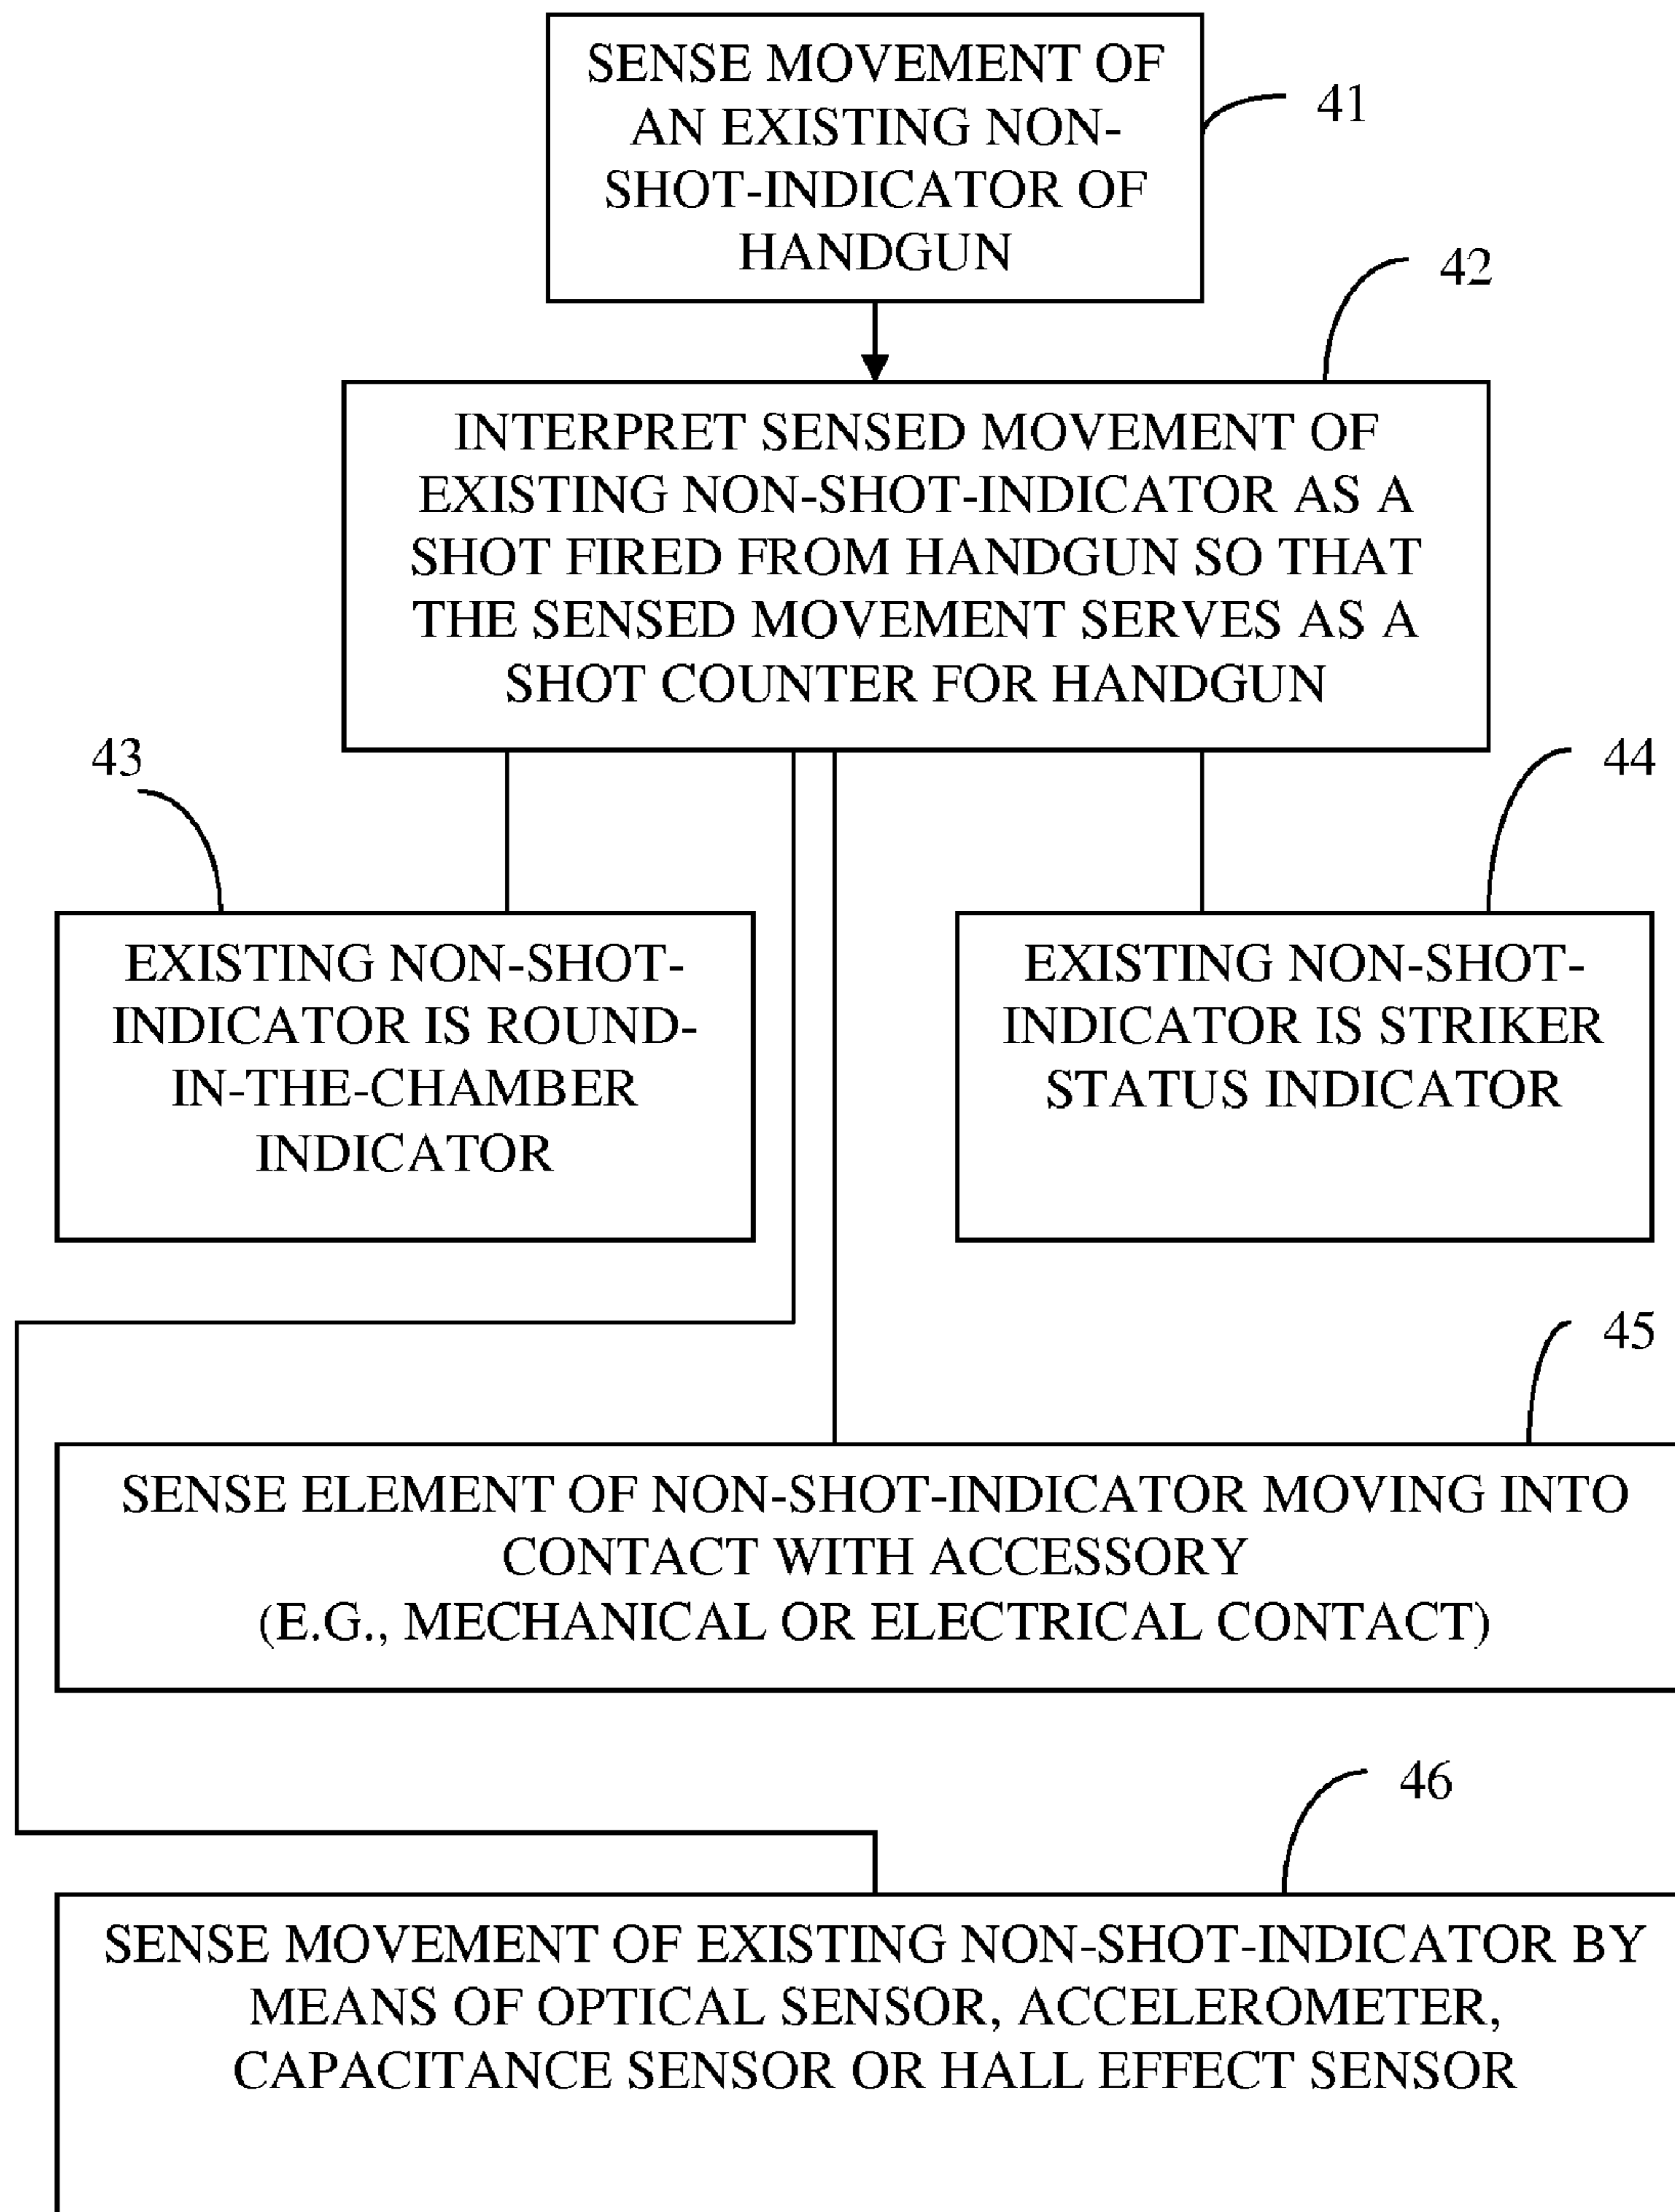 SENSE MOVEMENT OF
AN EXISTING NON-
SHOT-INDICATOR OF
HANDGUN
41
42
INTERPRET SENSED MOVEMENT OF
EXISTING NON-SHOT-INDICATOR AS A
SHOT FIRED FROM HANDGUN SO THAT
THE SENSED MOVEMENT SERVES AS A
SHOT COUNTER FOR HANDGUN
43
44
EXISTING NON-SHOT-
INDICATOR IS ROUND-
IN-THE-CHAMBER
INDICATOR
EXISTING NON-SHOT-
INDICATOR IS STRIKER
STATUS INDICATOR
45
SENSE ELEMENT OF NON-SHOT-INDICATOR MOVING INTO
CONTACT WITH ACCESSORY
(E.G., MECHANICAL OR ELECTRICAL CONTACT)
46
SENSE MOVEMENT OF EXISTING NON-SHOT-INDICATOR BY
MEANS OF OPTICAL SENSOR, ACCELEROMETER,
CAPACITANCE SENSOR OR HALL EFFECT SENSOR